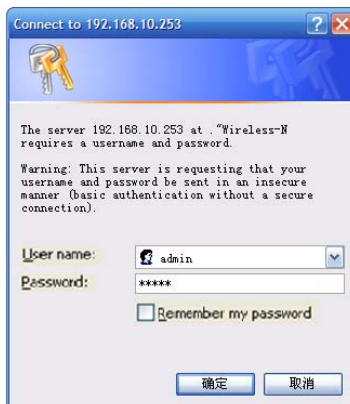 Connect to 192.168.10.253
The server 192.168.10.253 at ."Wireless-N
requires a username and password.
Warning: This server is requesting that your
username and password be sent in an insecure
manner (basic authentication without a secure
connection).
User name: admin
Password: *****
Remember my password
确定 取消